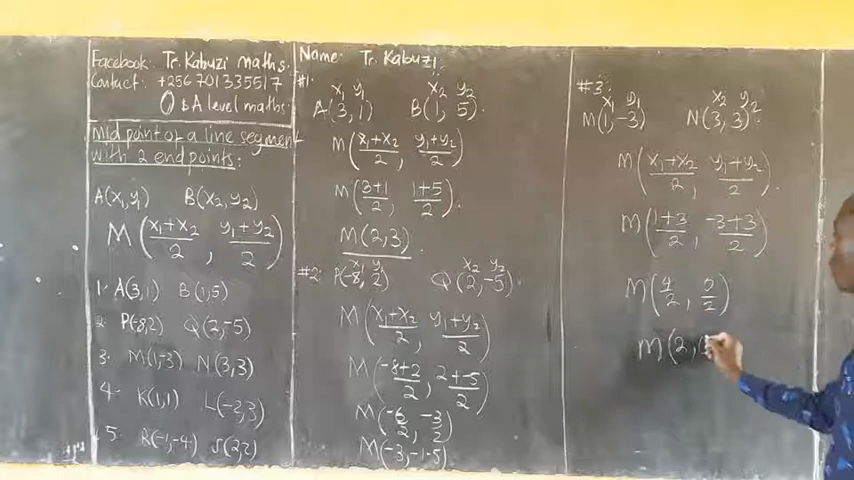 Facebook: Tr. Kabuzi maths.
Contact: +256 701335517
O & A level maths.
Mid point of a line segment
with 2 end points:
A(x₁,y₁) B(x₂,y₂)
M(x₁+x₂/2, y₁+y₂/2)
1. A(3,1) B(1,5)
2. P(-8,2) Q(2,-5)
3. M(1,-3) N(3,3)
4. K(1,1) L(-2,3)
5. R(-1,-4) S(2,2)
Name: Tr. Kabuzi.
#1.
x₁ y₁ x₂ y₂
A(3,1) B(1,5).
M(x₁+x₂/2, y₁+y₂/2)
M(3+1/2, 1+5/2).
M(2,3).
x₁ y₁ x₂ y₂
#2. P(-8,2) Q(2,-5).
M(x₁+x₂/2, y₁+y₂/2)
M(-8+2/2, 2+-5/2)
M(-6/2, -3/2)
M(-3,-1.5)
#3.
x₁ y₁ x₂ y₂
M(1,-3) N(3,3).
M(x₁+x₂/2, y₁+y₂/2).
M(1+3/2, -3+3/2)
M(4/2, 0/2)
M(2,